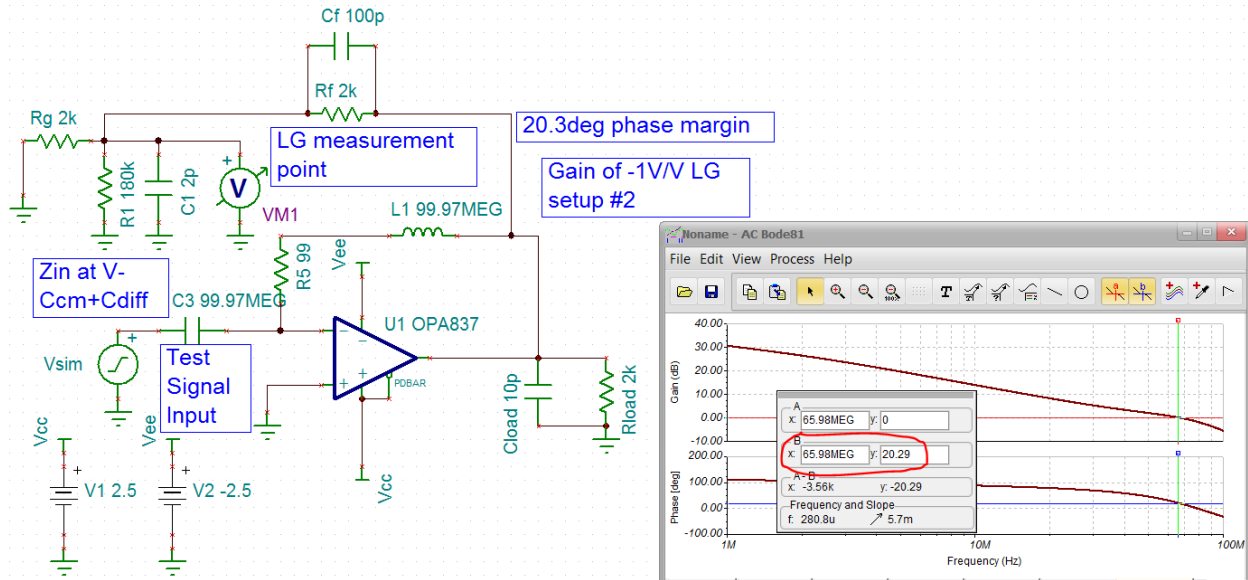 Cf 100p
Rf 2k
Rg 2k
20.3deg phase margin
LG measurement
point
Gain of -1V/V LG
setup #2
R1 180k
C1 2p
+
V
VM1
L1 99.97MEG
R5 99
Vee
Zin at V-
Ccm+Cdiff
C3 99.97MEG
U1 OPA837
Vsim
+
Test
Signal
Input
PDBAR
Cload 10p
Rload 2k
Vcc
Vee
Vcc
+
V1 2.5
+
V2 -2.5
Noname - AC Bode81
File Edit View Process Help
T
a
b
100%
40.00
30.00
20.00
10.00
0.00
-10.00
Gain (dB)
200.00
100.00
0.00
-100.00
Phase [deg]
A
x: 65.98MEG y: 0
B
x: 65.98MEG y: 20.29
A - B
x: -3.56k y: -20.29
Frequency and Slope
f: 280.8u 5.7m
1M
10M
100M
Frequency (Hz)